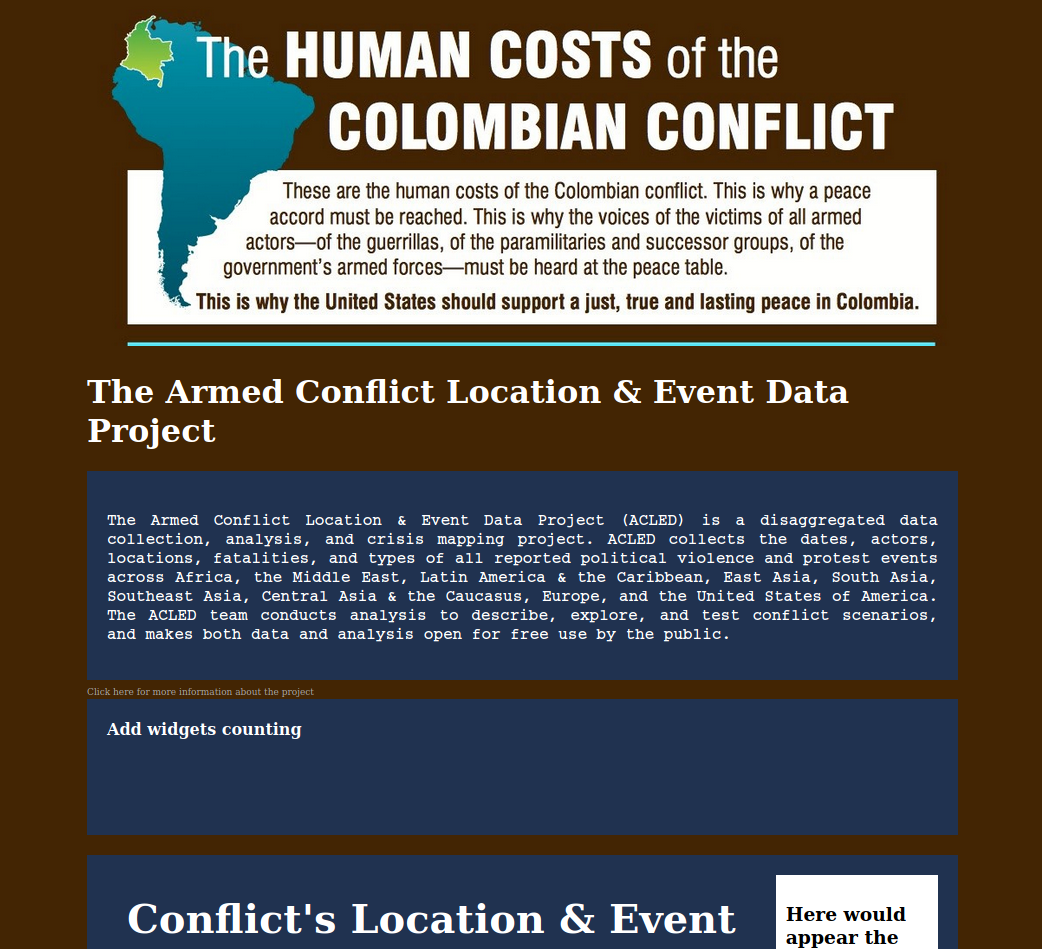 The HUMAN COSTS of the
COLOMBIAN CONFLICT
These are the human costs of the Colombian conflict. This is why a peace
accord must be reached. This is why the voices of the victims of all armed
actors—of the guerrillas, of the paramilitaries and successor groups, of the
government’s armed forces—must be heard at the peace table.
This is why the United States should support a just, true and lasting peace in Colombia.
The Armed Conflict Location & Event Data
Project
The Armed Conflict Location & Event Data Project (ACLED) is a disaggregated data
collection, analysis, and crisis mapping project. ACLED collects the dates, actors,
locations, fatalities, and types of all reported political violence and protest events
across Africa, the Middle East, Latin America & the Caribbean, East Asia, South Asia,
Southeast Asia, Central Asia & the Caucasus, Europe, and the United States of America.
The ACLED team conducts analysis to describe, explore, and test conflict scenarios,
and makes both data and analysis open for free use by the public.
Click here for more information about the project
Add widgets counting
Conflict's Location & Event
Here would
appear the